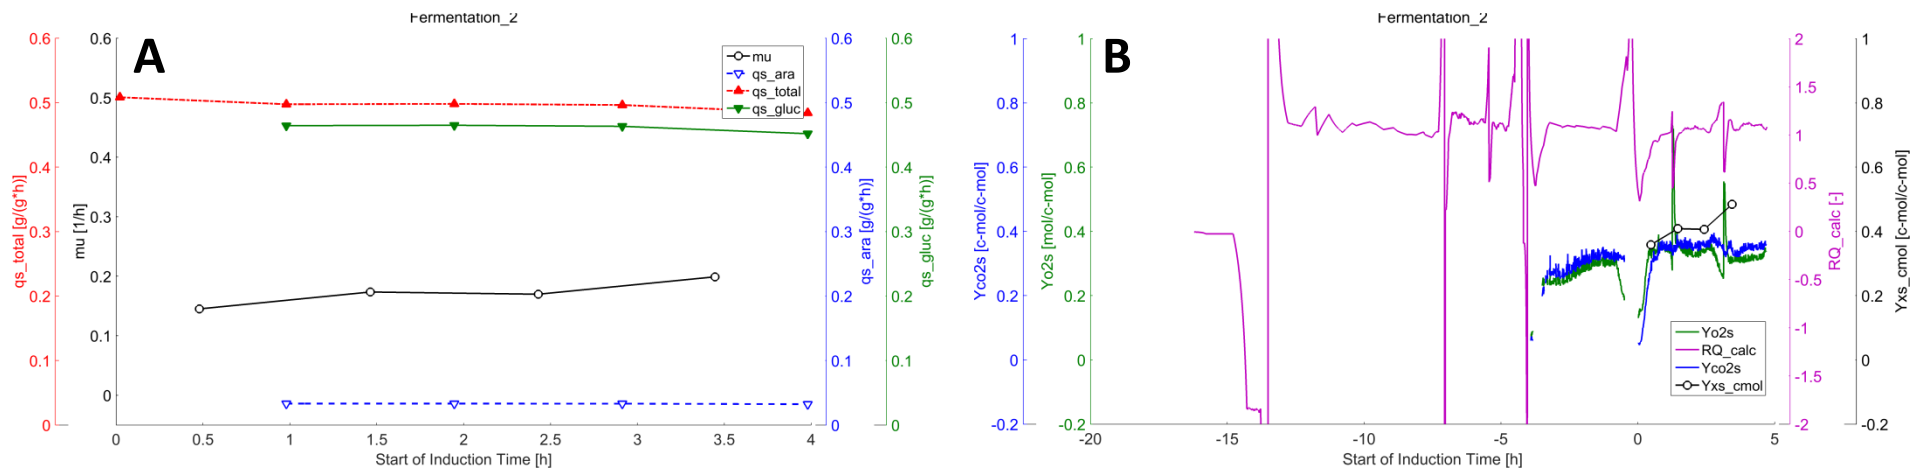 Fermentation_2
A
mu
qs_ara
qs_total
qs_gluc
qs_total [g/(g*h)]
0.6
0.5
0.4
0.3
0.2
0.1
0
mu [1/h]
0.6
0.5
0.4
0.3
0.2
0.1
0
qs_ara [g/(g*h)]
0.6
0.5
0.4
0.3
0.2
0.1
0
qs_gluc [g/(g*h)]
0.6
0.5
0.4
0.3
0.2
0.1
0
0 0.5 1 1.5 2 2.5 3 3.5 4
Start of Induction Time [h]
Fermentation_2
B
Yco2s [c-mol/c-mol]
1
0.8
0.6
0.4
0.2
0
-0.2
Yo2s [mol/c-mol]
1
0.8
0.6
0.4
0.2
0
-0.2
RQ_calc [-]
2
1.5
1
0.5
0
-0.5
-1
-1.5
-2
Yxs_cmol [c-mol/c-mol]
1
0.8
0.6
0.4
0.2
0
-0.2
Yo2s
RQ_calc
Yco2s
Yxs_cmol
-20 -15 -10 -5 0 5
Start of Induction Time [h]